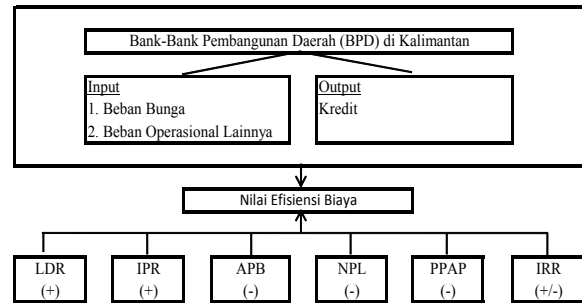 Bank-Bank Pembangunan Daerah (BPD) di Kalimantan
Input
1. Beban Bunga
2. Beban Operasional Lainnya
Output
Kredit
Nilai Efisiensi Biaya
LDR
(+)
IPR
(+)
APB
(-)
NPL
(-)
PPAP
(-)
IRR
(+/-)